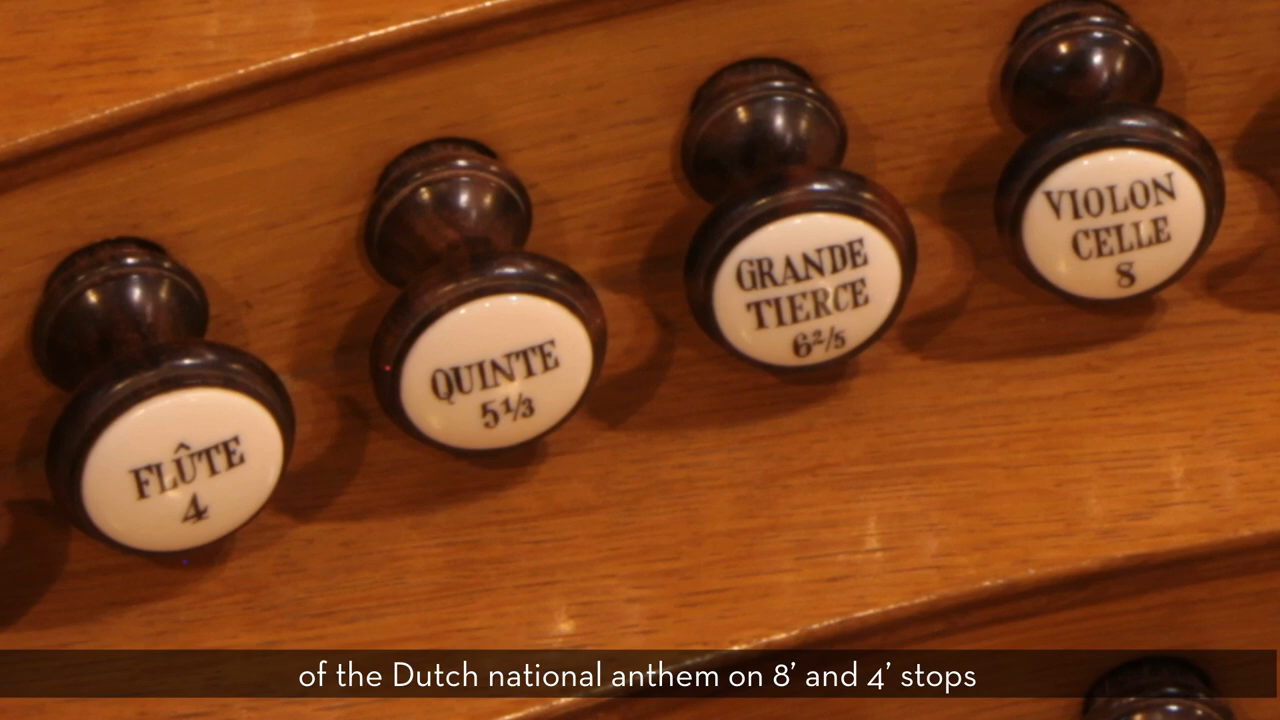 FLÛTE
4
QUINTE
5⅓
GRANDE
TIERCE
6⅖
VIOLON
CELLE
8
of the Dutch national anthem on 8’ and 4’ stops